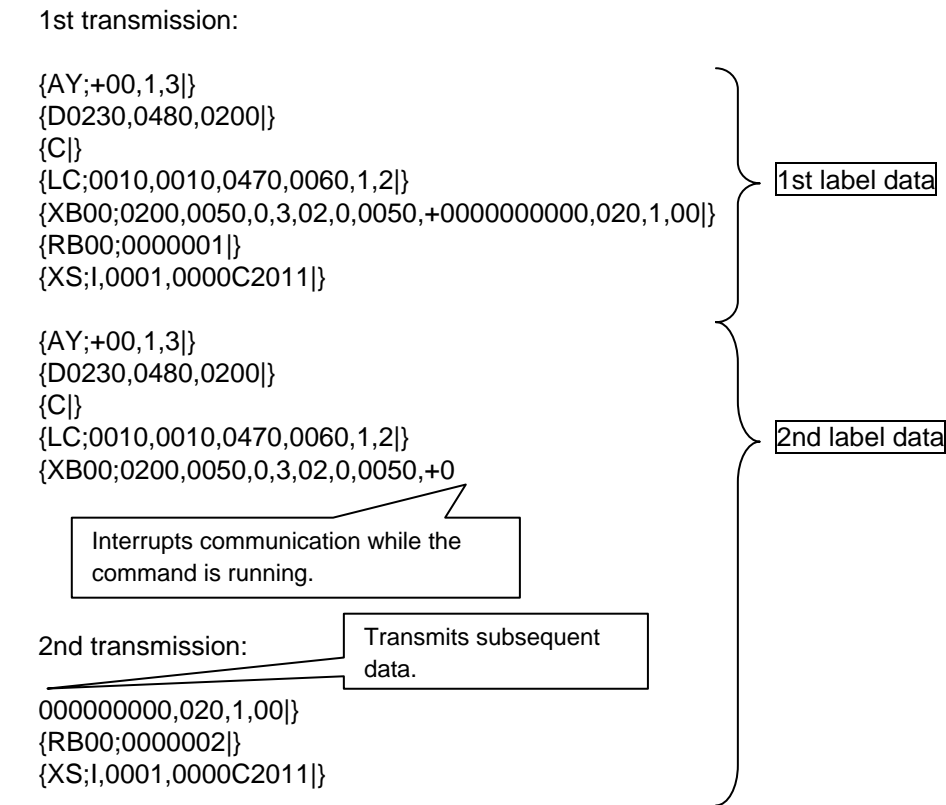 1st transmission:
{AY;+00,1,3|}
{D0230,0480,0200|}
{C|}
{LC;0010,0010,0470,0060,1,2|}
1st label data
{XB00;0200,0050,0,3,02,0,0050,+0000000000,020,1,00|}
{RB00;0000001|}
{XS;I,0001,0000C2011|}
{AY;+00,1,3|}
{D0230,0480,0200|}
{C|}
{LC;0010,0010,0470,0060,1,2|}
2nd label data
{XB00;0200,0050,0,3,02,0,0050,+0
Interrupts communication while the
command is running.
2nd transmission:
Transmits subsequent
data.
000000000,020,1,00|}
{RB00;0000002|}
{XS;I,0001,0000C2011|}